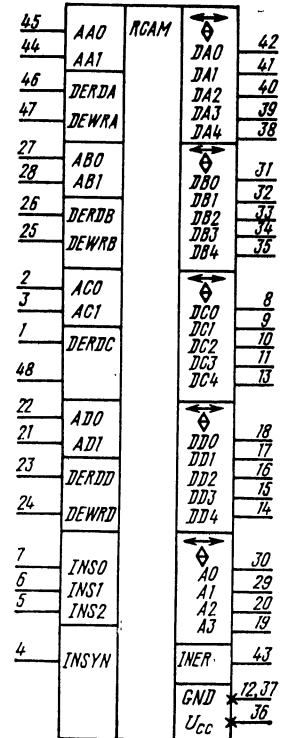 RCAM
45 AA0
44 AA1
46 DERDA
47 DEWRA
27 AB0
28 AB1
26 DERDB
25 DEWRB
2 AC0
3 AC1
1 DERDC
48
22 AD0
21 AD1
23 DERDD
24 DEWRD
7 INS0
6 INS1
5 INS2
4 INSYN
DA0 42
DA1 41
DA2 40
DA3 39
DA4 38
DB0 31
DB1 32
DB2 33
DB3 34
DB4 35
DC0 8
DC1 9
DC2 10
DC3 11
DC4 13
DD0 18
DD1 17
DD2 16
DD3 15
DD4 14
A0 30
A1 29
A2 20
A3 19
INER 43
GND 12,37
UCC 36